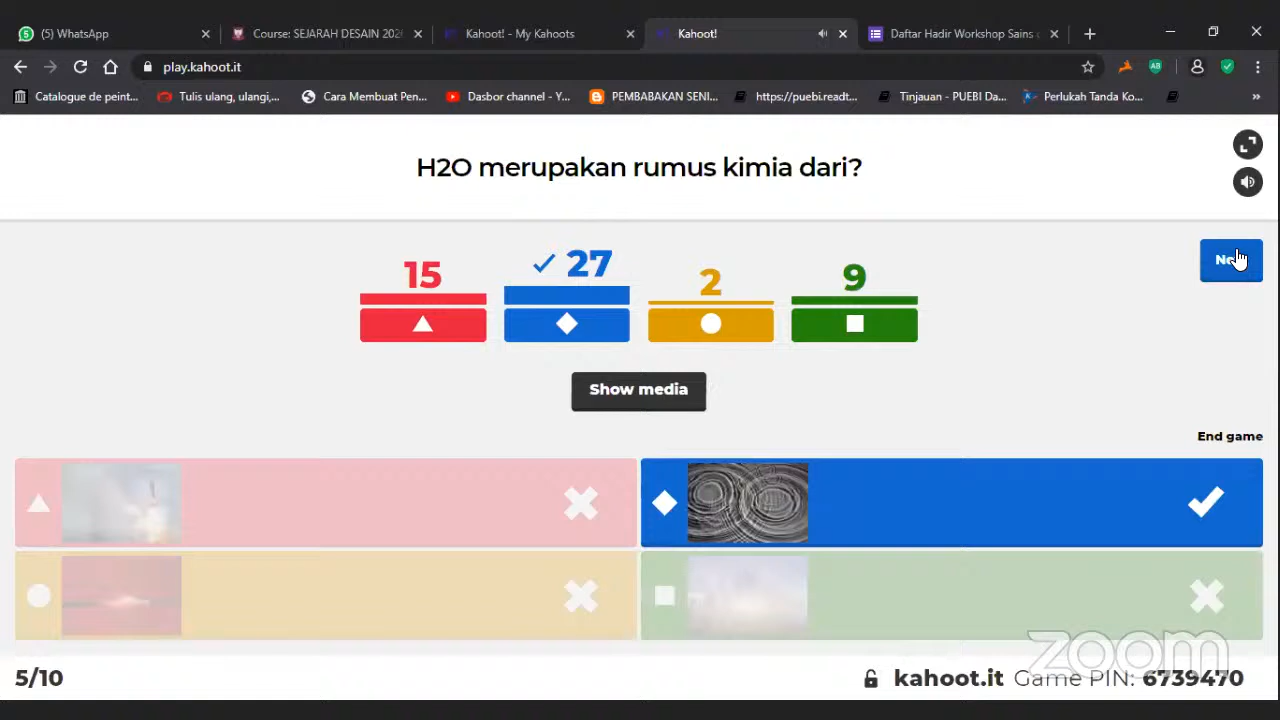 (5) WhatsApp
Course: SEJARAH DESAIN 202
Kahoot! - My Kahoots
Kahoot!
Daftar Hadir Workshop Sains
play.kahoot.it
Catalogue de peint...
Tulis ulang, ulangi,...
Cara Membuat Pen...
Dasbor channel - Y...
PEMBABAKAN SENI...
https://puebi.readt...
Tinjauan - PUEBI Da...
Perlukah Tanda Ko...
»
H2O merupakan rumus kimia dari?
15
27
2
9
Show media
End game
5/10
kahoot.it Game PIN: 6739470
zoom